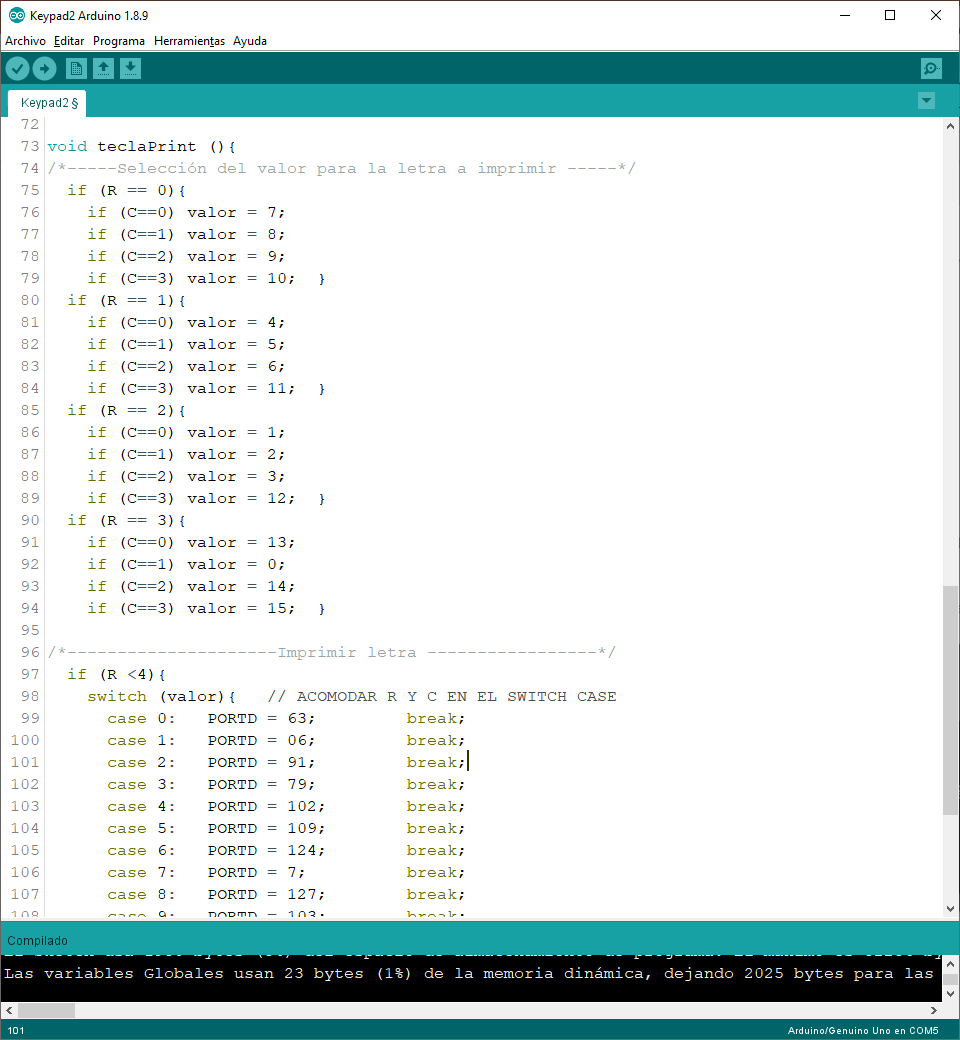 Keypad2 Arduino 1.8.9
Archivo Editar Programa Herramientas Ayuda
Keypad2 §
72
73 void teclaPrint (){
74 /*-----Selección del valor para la letra a imprimir -----*/
75 if (R == 0){
76 if (C==0) valor = 7;
77 if (C==1) valor = 8;
78 if (C==2) valor = 9;
79 if (C==3) valor = 10; }
80 if (R == 1){
81 if (C==0) valor = 4;
82 if (C==1) valor = 5;
83 if (C==2) valor = 6;
84 if (C==3) valor = 11; }
85 if (R == 2){
86 if (C==0) valor = 1;
87 if (C==1) valor = 2;
88 if (C==2) valor = 3;
89 if (C==3) valor = 12; }
90 if (R == 3){
91 if (C==0) valor = 13;
92 if (C==1) valor = 0;
93 if (C==2) valor = 14;
94 if (C==3) valor = 15; }
95
96 /*---------------------Imprimir letra -----------------*/
97 if (R <4){
98 switch (valor){ // ACOMODAR R Y C EN EL SWITCH CASE
99 case 0: PORTD = 63; break;
100 case 1: PORTD = 06; break;
101 case 2: PORTD = 91; break;
102 case 3: PORTD = 79; break;
103 case 4: PORTD = 102; break;
104 case 5: PORTD = 109; break;
105 case 6: PORTD = 124; break;
106 case 7: PORTD = 7; break;
107 case 8: PORTD = 127; break;
108 case 9: PORTD = 103; break;
Compilado
Las variables Globales usan 23 bytes (1%) de la memoria dinámica, dejando 2025 bytes para las
101
Arduino/Genuino Uno en COM5